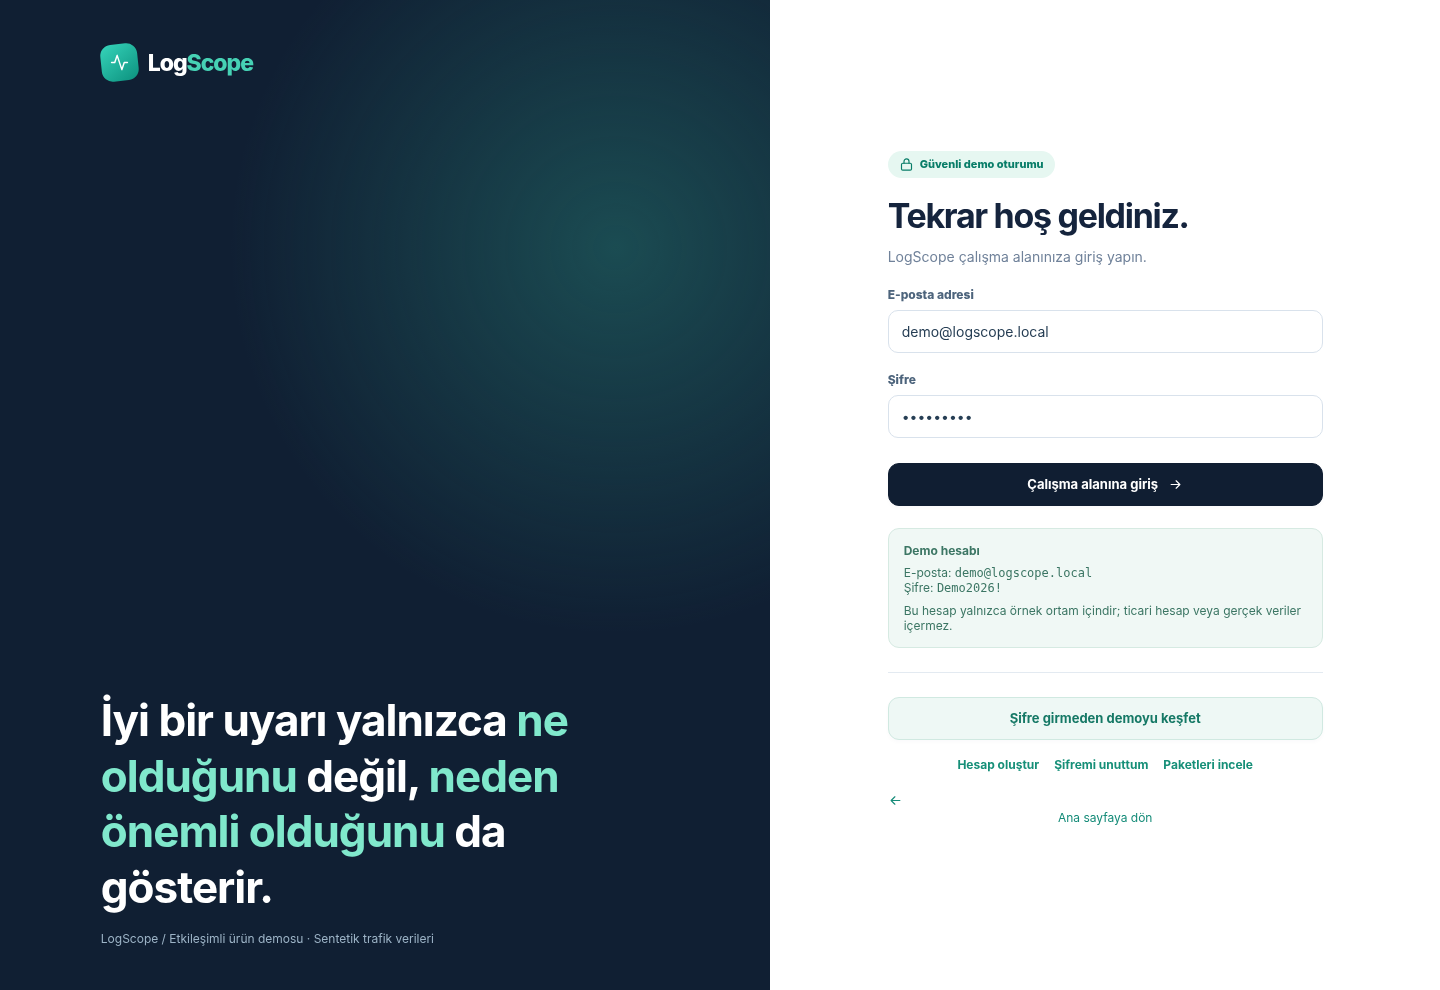 LogScope
İyi bir uyarı yalnızca ne
olduğunu değil, neden
önemli olduğunu da
gösterir.
LogScope / Etkileşimli ürün demosu · Sentetik trafik verileri
Güvenli demo oturumu
Tekrar hoş geldiniz.
LogScope çalışma alanınıza giriş yapın.
E-posta adresi
demo@logscope.local
Şifre
•••••••••
Çalışma alanına giriş →
Demo hesabı
E-posta: demo@logscope.local
Şifre: Demo2026!
Bu hesap yalnızca örnek ortam içindir; ticari hesap veya gerçek veriler
içermez.
Şifre girmeden demoyu keşfet
Hesap oluştur Şifremi unuttum Paketleri incele
←
Ana sayfaya dön